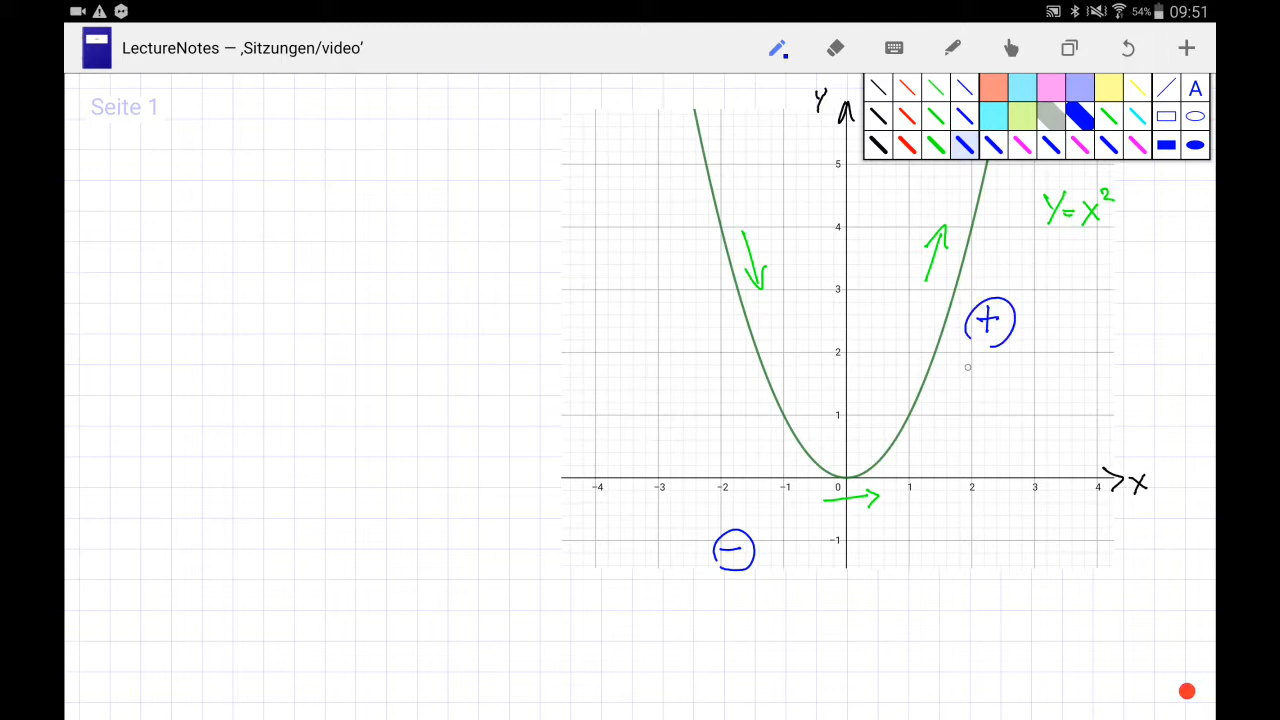 54% 09:51
LectureNotes — ‚Sitzungen/video‘
A
Seite 1
y
5
y=x²
4
3
+
2
1
−4 −3 −2 −1 0 1 2 3 4 x
−
−1